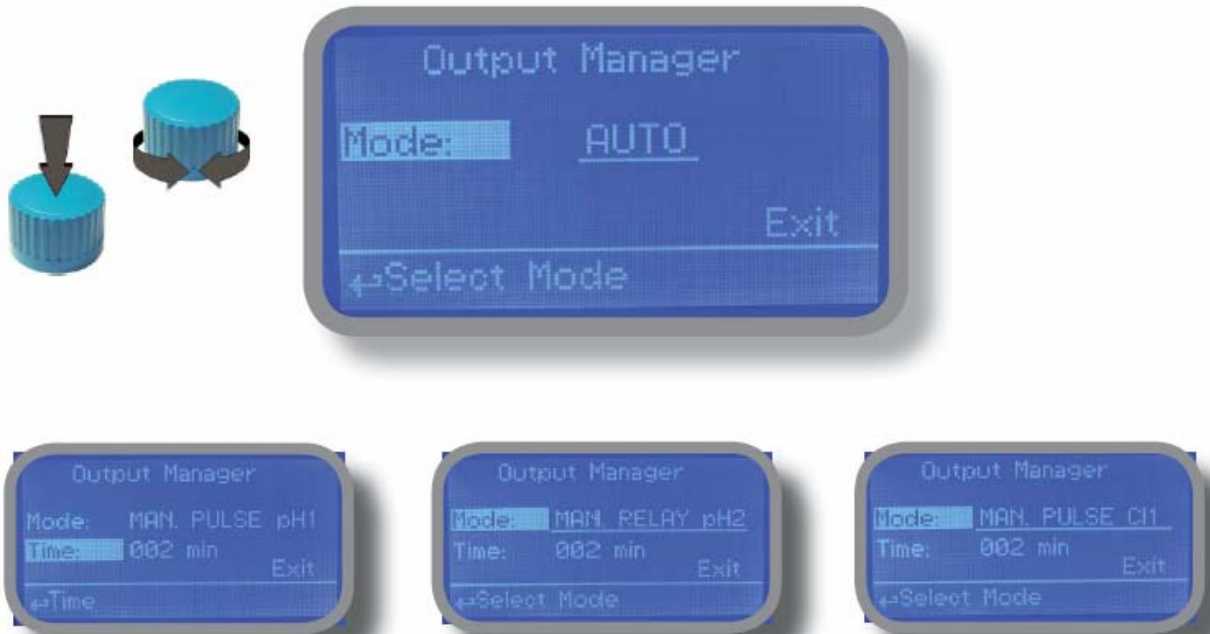 Output Manager
Mode: AUTO
Exit
↵Select Mode
Output Manager
Mode: MAN. PULSE pH1
Time: 002 min
Exit
↵Time
Output Manager
Mode: MAN. RELAY pH2
Time: 002 min
Exit
↵Select Mode
Output Manager
Mode: MAN. PULSE Cl1
Time: 002 min
Exit
↵Select Mode